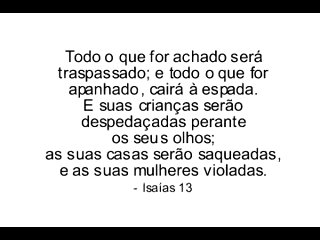 Todo o que for achado será
traspassado; e todo o que for
apanhado, cairá à espada.
E suas crianças serão
despedaçadas perante
os seus olhos;
as suas casas serão saqueadas,
e as suas mulheres violadas.
- Isaías 13